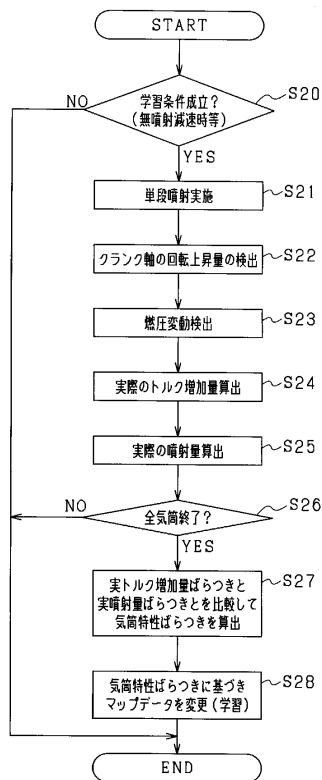 START
NO
学習条件成立?
(無噴射減速時等)
S20
YES
単段噴射実施
S21
クランク軸の回転上昇量の検出
S22
燃圧変動検出
S23
実際のトルク増加量算出
S24
実際の噴射量算出
S25
NO
全気筒終了?
S26
YES
実トルク増加量ばらつきと
実噴射量ばらつきとを比較して
気筒特性ばらつきを算出
S27
気筒特性ばらつきに基づき
マップデータを変更(学習)
S28
END